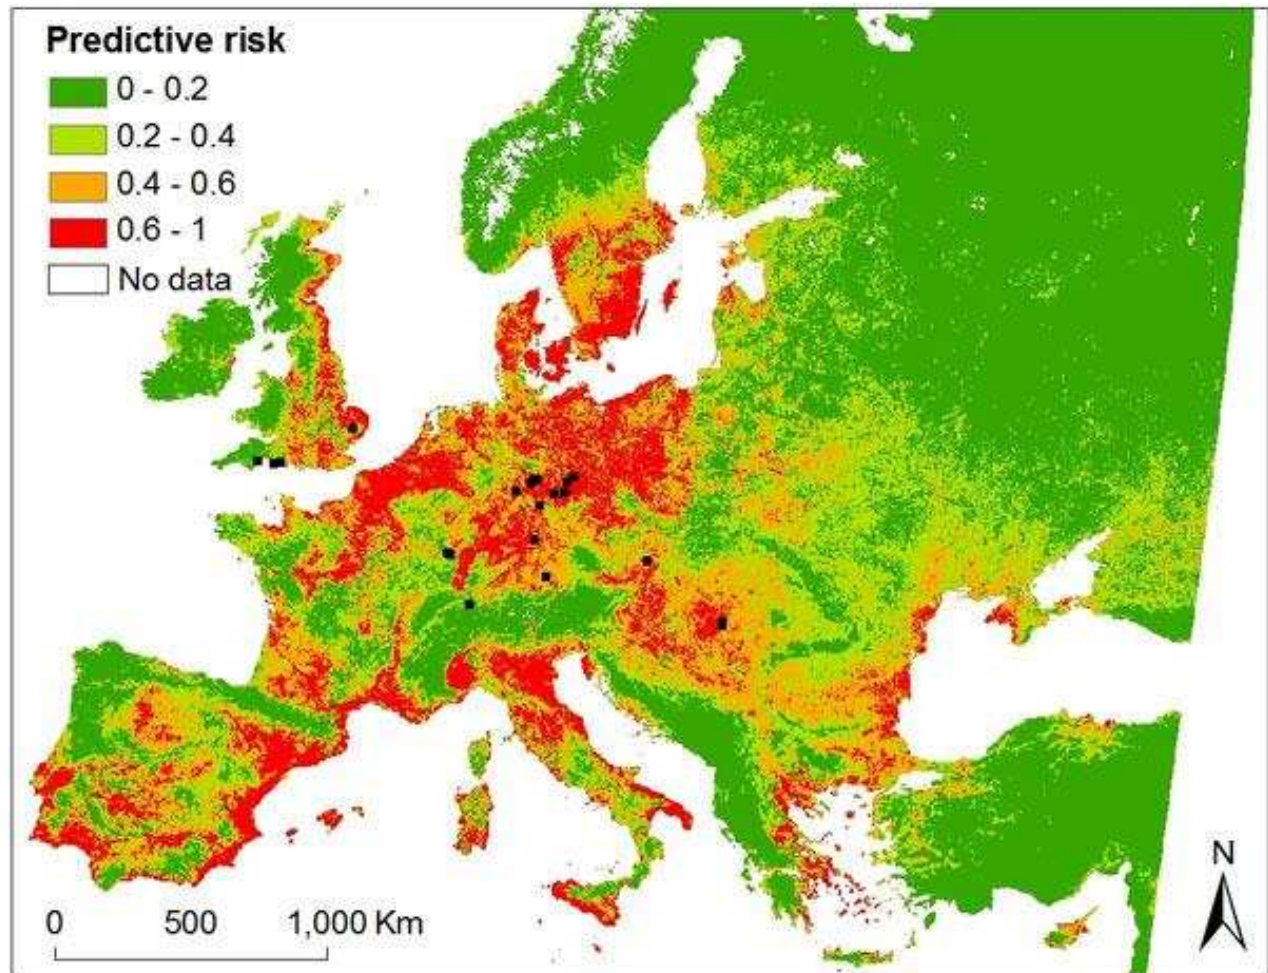 Predictive risk
0 - 0.2
0.2 - 0.4
0.4 - 0.6
0.6 - 1
No data
N
0 500 1,000 Km